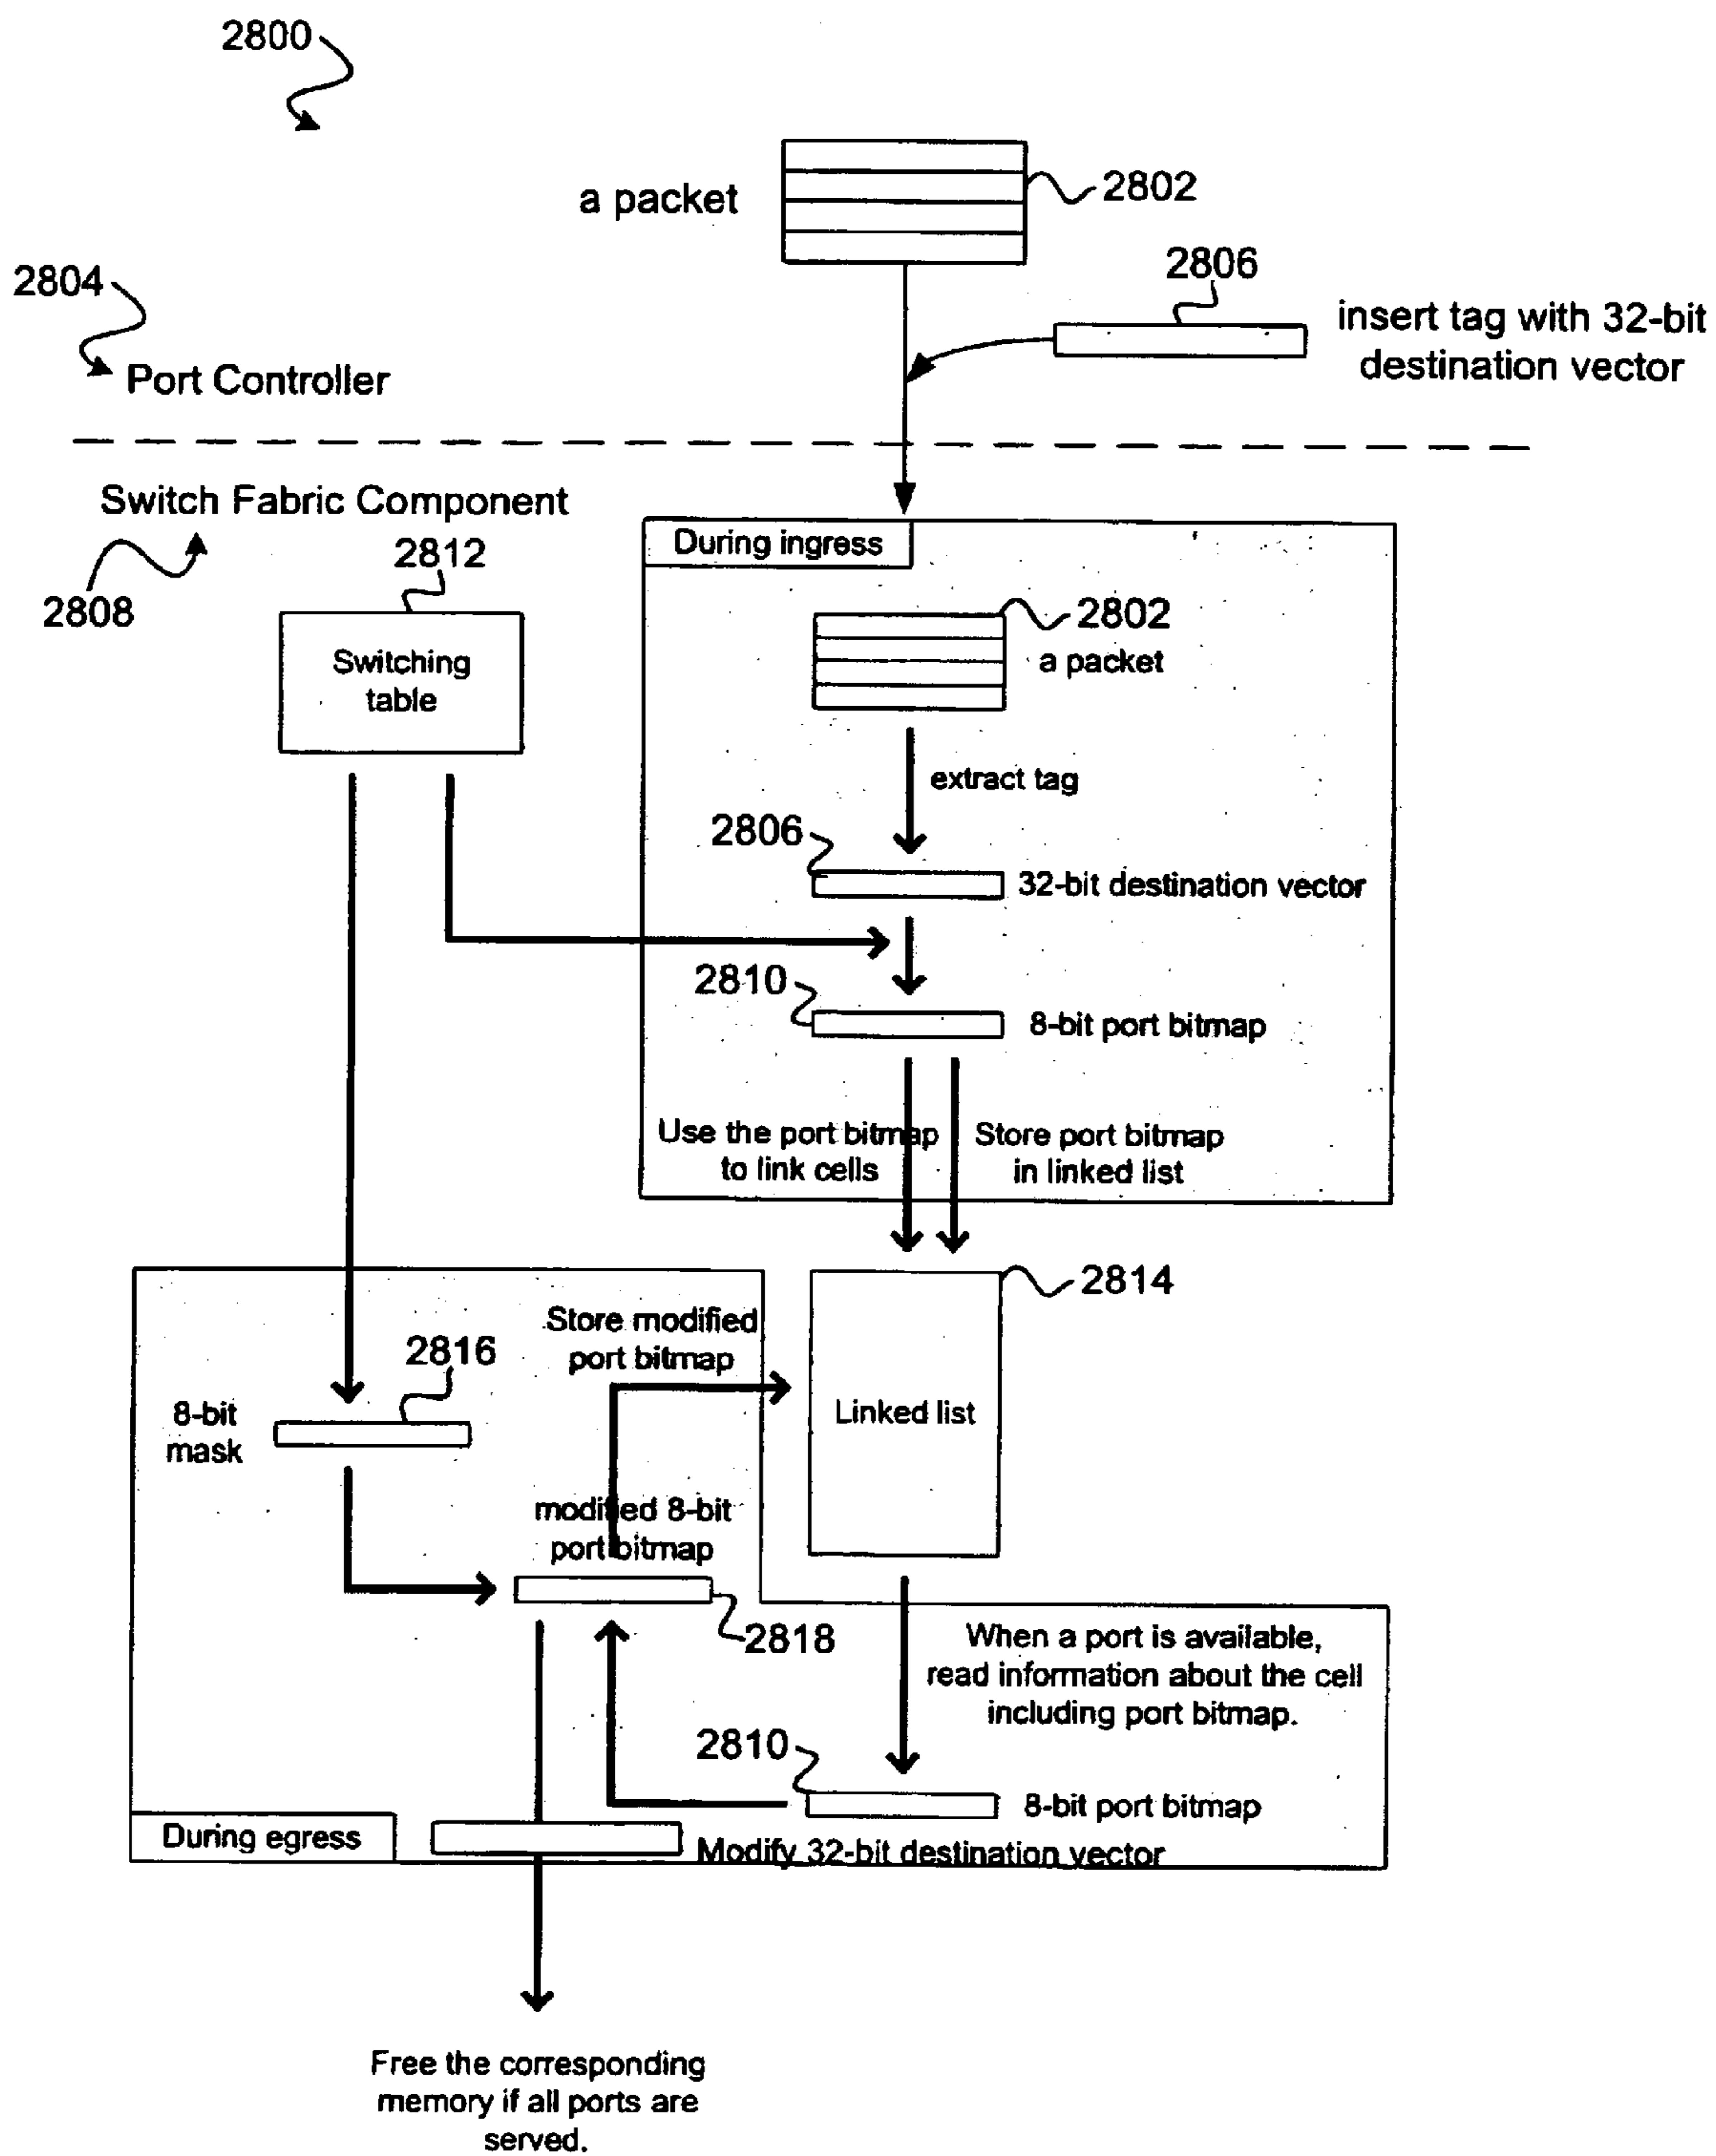 2800
a packet
2802
2804
2806
insert tag with 32-bit
destination vector
Port Controller
Switch Fabric Component
2808
2812
Switching
table
During ingress
2802
a packet
extract tag
2806
32-bit destination vector
2810
8-bit port bitmap
Use the port bitmap
to link cells
Store port bitmap
in linked list
2814
Linked list
Store modified
port bitmap
2816
8-bit
mask
modified 8-bit
port bitmap
2818
When a port is available,
read information about the cell
including port bitmap.
2810
8-bit port bitmap
During egress
Modify 32-bit destination vector
Free the corresponding
memory if all ports are
served.